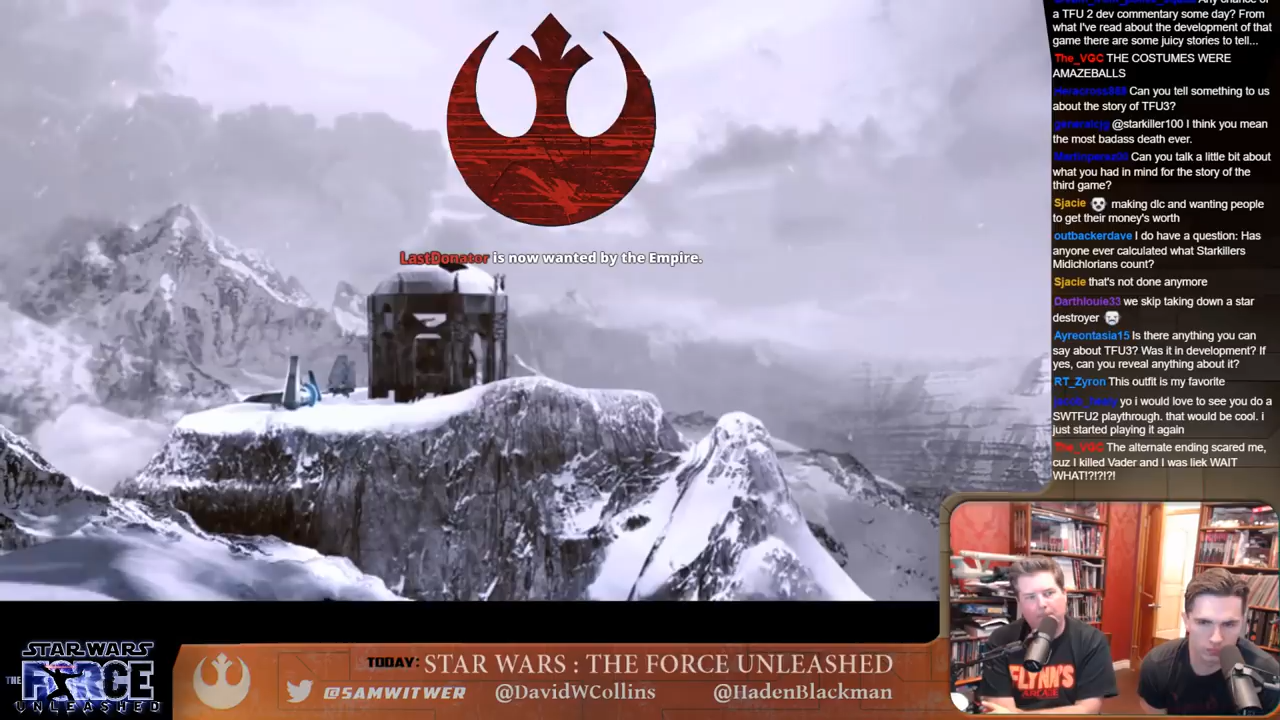 a TFU 2 dev commentary some day? From
what I've read about the development of that
game there are some juicy stories to tell...
The_VGC THE COSTUMES WERE
AMAZEBALLS
Can you tell something to us
about the story of TFU3?
@starkiller100 I think you mean
the most badass death ever.
Can you talk a little bit about
what you had in mind for the story of the
third game?
Sjacie making dlc and wanting people
to get their money's worth
outbackerdave I do have a question: Has
anyone ever calculated what Starkillers
Midichlorians count?
Sjacie that's not done anymore
Darthlouie33 we skip taking down a star
destroyer
Ayreontasia15 Is there anything you can
say about TFU3? Was it in development? If
yes, can you reveal anything about it?
RT_Zyron This outfit is my favorite
yo i would love to see you do a
SWTFU2 playthrough. that would be cool. i
just started playing it again
The_VGC The alternate ending scared me,
cuz I killed Vader and I was liek WAIT
WHAT!?!?!?!
LastDonator is now wanted by the Empire.
FLYNN'S
ARCADE
STAR WARS
THE FORCE
UNLEASHED
TODAY: STAR WARS : THE FORCE UNLEASHED
@SAMWITWER @DavidWCollins @HadenBlackman